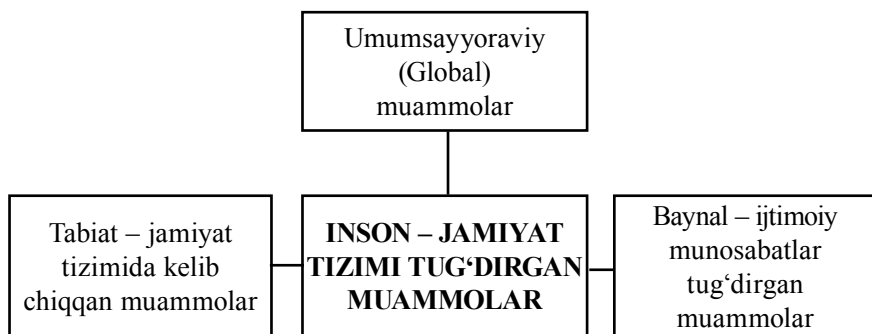 Umumsayyoraviy
(Global)
muammolar
Tabiat – jamiyat
tizimida kelib
chiqqan muammolar
INSON – JAMIYAT
TIZIMI TUG‘DIRGAN
MUAMMOLAR
Baynal – ijtimoiy
munosabatlar
tug‘dirgan
muammolar